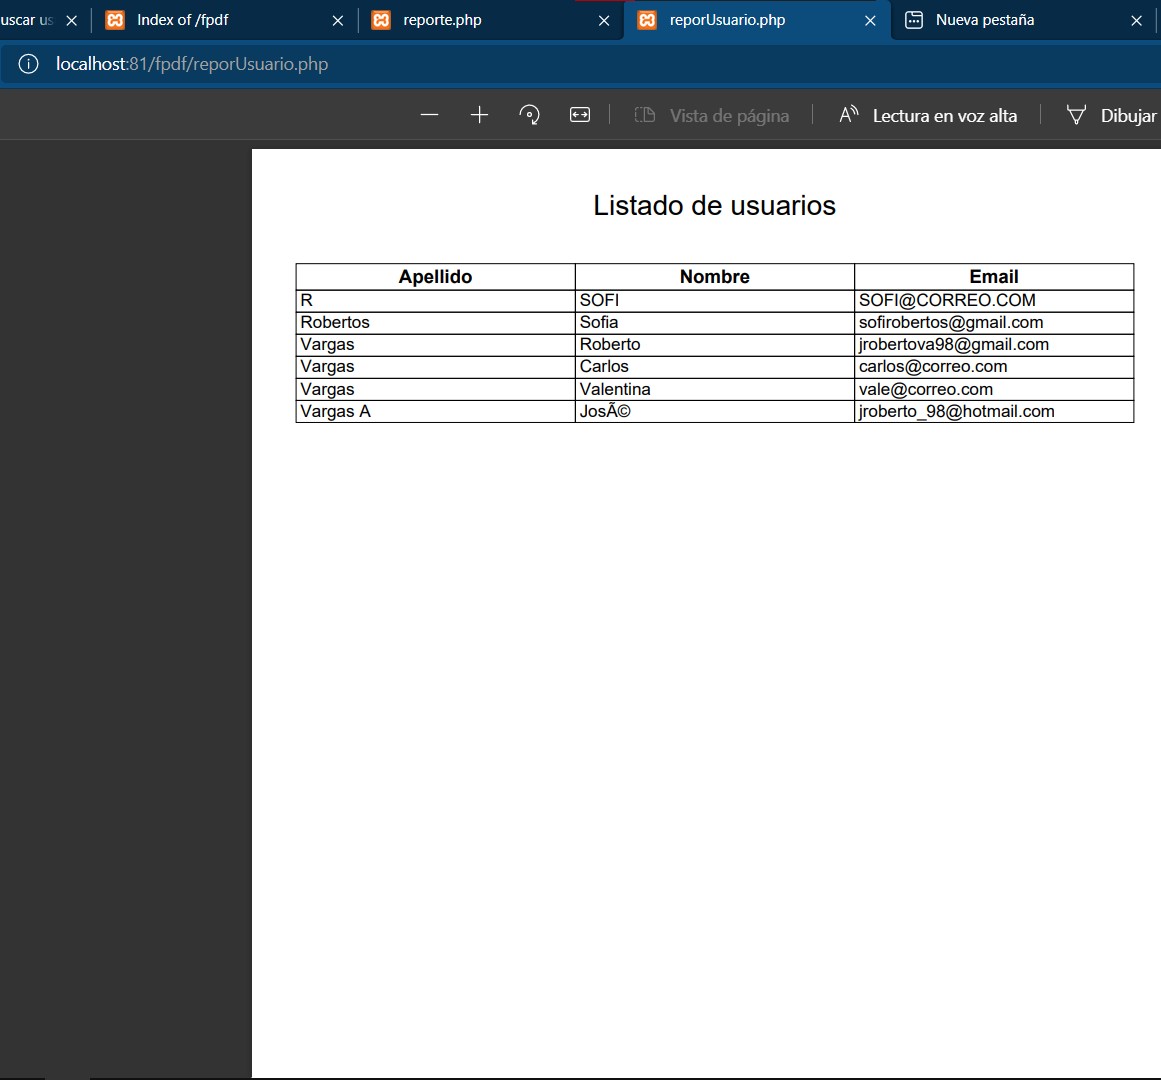 uscar us
Index of /fpdf
reporte.php
reporUsuario.php
Nueva pestaña
localhost:81/fpdf/reporUsuario.php
Vista de página
Lectura en voz alta
Dibujar
Listado de usuarios
Apellido Nombre Email
R SOFI SOFI@CORREO.COM
Robertos Sofia sofirobertos@gmail.com
Vargas Roberto jrobertova98@gmail.com
Vargas Carlos carlos@correo.com
Vargas Valentina vale@correo.com
Vargas A JosÃ© jroberto_98@hotmail.com